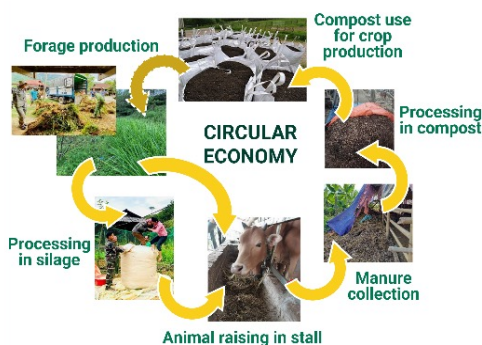 Compost use
for crop
production
Forage production
CIRCULAR
ECONOMY
Processing
in compost
Processing
in silage
Manure
collection
Animal raising in stall